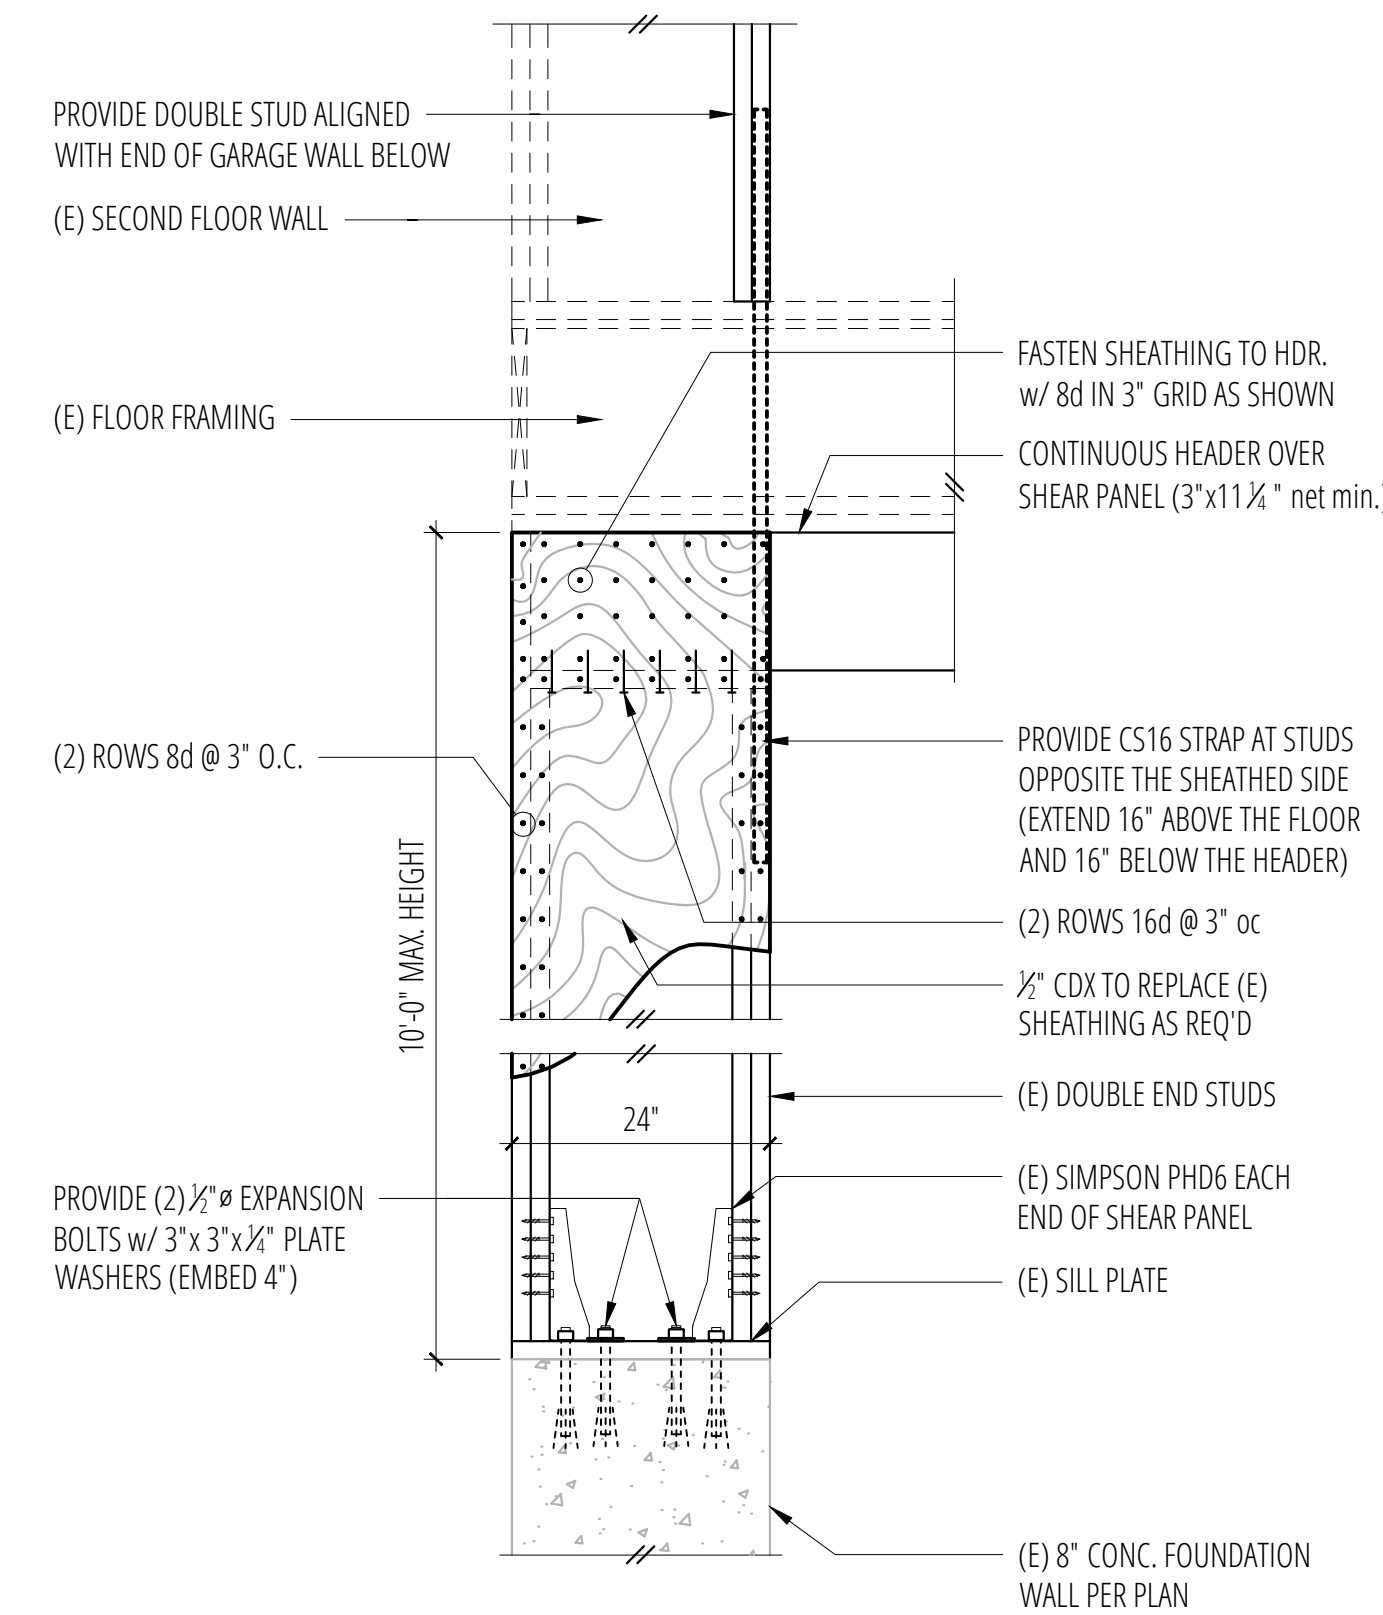 PROVIDE DOUBLE STUD ALIGNED
WITH END OF GARAGE WALL BELOW
(E) SECOND FLOOR WALL
(E) FLOOR FRAMING
FASTEN SHEATHING TO HDR.
w/ 8d IN 3" GRID AS SHOWN
CONTINUOUS HEADER OVER
SHEAR PANEL (3"x11 1/4 " net min.)
(2) ROWS 8d @ 3" O.C.
10'-0" MAX. HEIGHT
PROVIDE CS16 STRAP AT STUDS
OPPOSITE THE SHEATHED SIDE
(EXTEND 16" ABOVE THE FLOOR
AND 16" BELOW THE HEADER)
(2) ROWS 16d @ 3" oc
1/2" CDX TO REPLACE (E)
SHEATHING AS REQ'D
(E) DOUBLE END STUDS
24"
PROVIDE (2) 1/2"ø EXPANSION
BOLTS w/ 3"x 3"x 1/4" PLATE
WASHERS (EMBED 4")
(E) SIMPSON PHD6 EACH
END OF SHEAR PANEL
(E) SILL PLATE
(E) 8" CONC. FOUNDATION
WALL PER PLAN